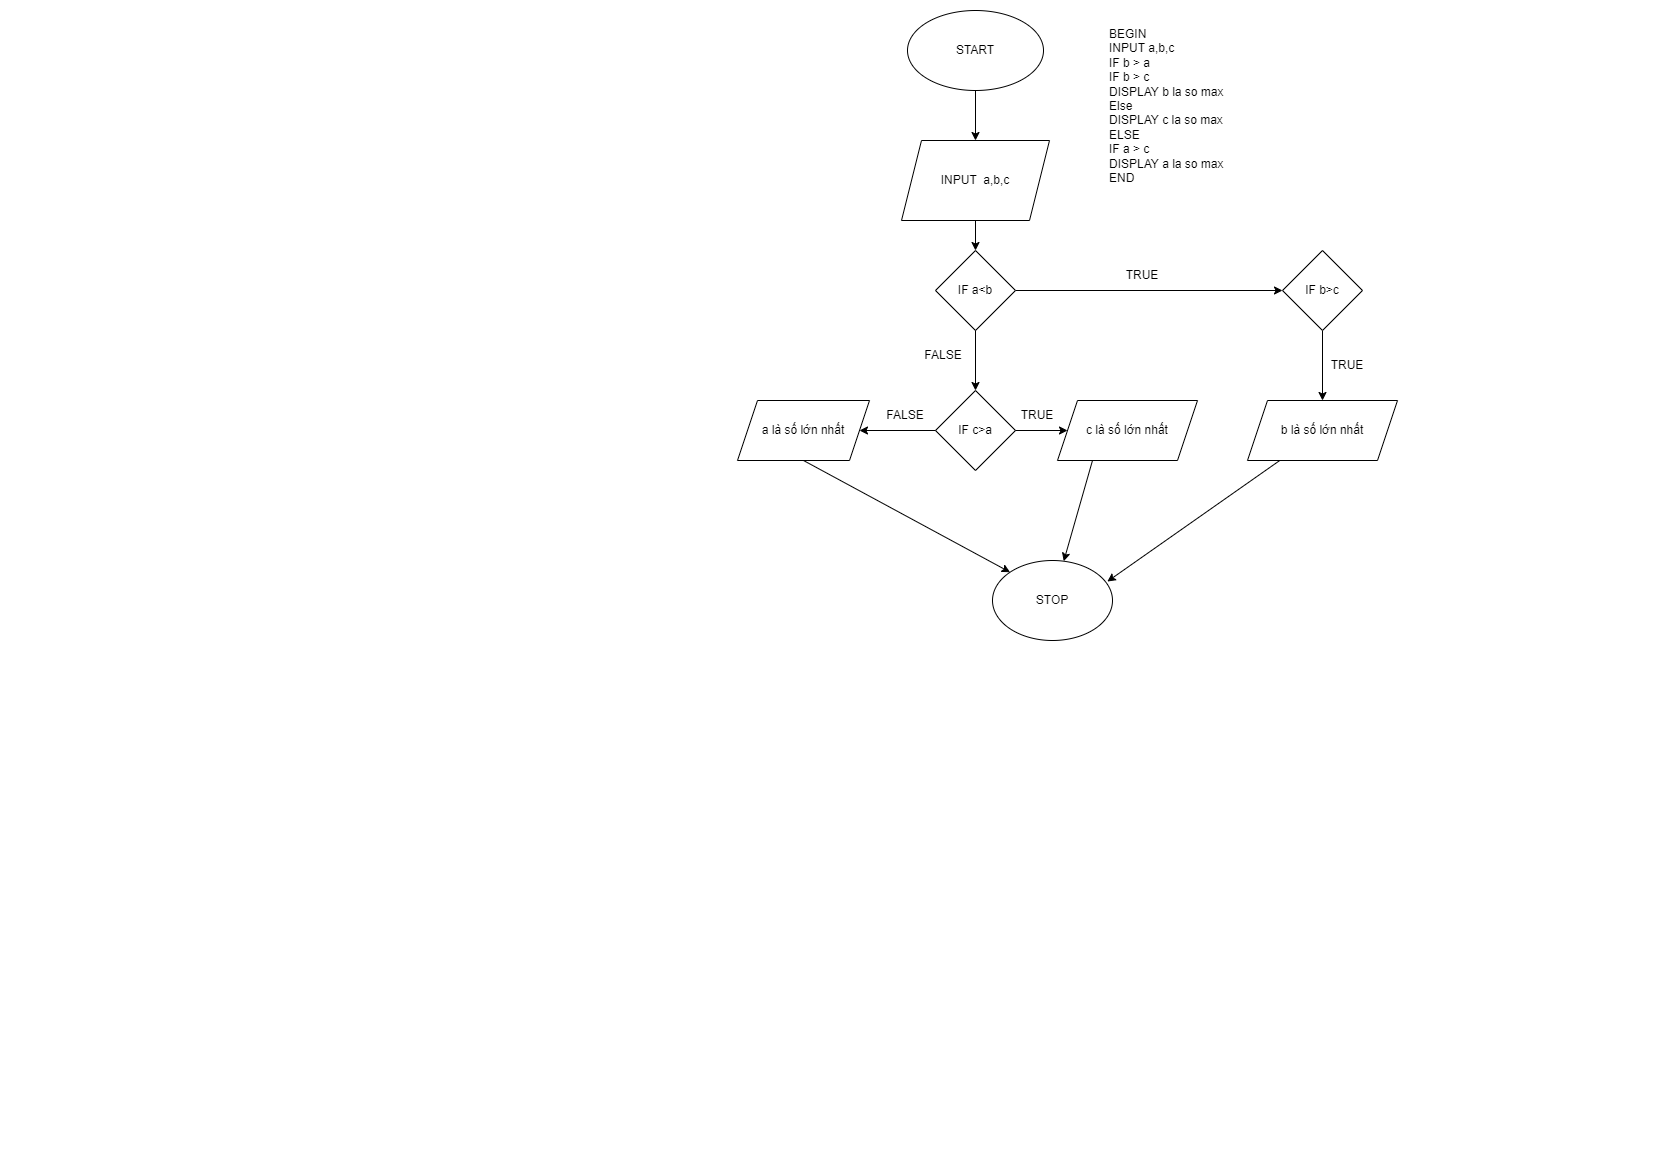 START
BEGIN
INPUT a,b,c
IF b > a
IF b > c
DISPLAY b la so max
Else
DISPLAY c la so max
ELSE
IF a > c
DISPLAY a la so max
END
INPUT  a,b,c
IF a<b
TRUE
IF b>c
FALSE
TRUE
a là số lớn nhất
FALSE
IF c>a
TRUE
c là số lớn nhất
b là số lớn nhất
STOP